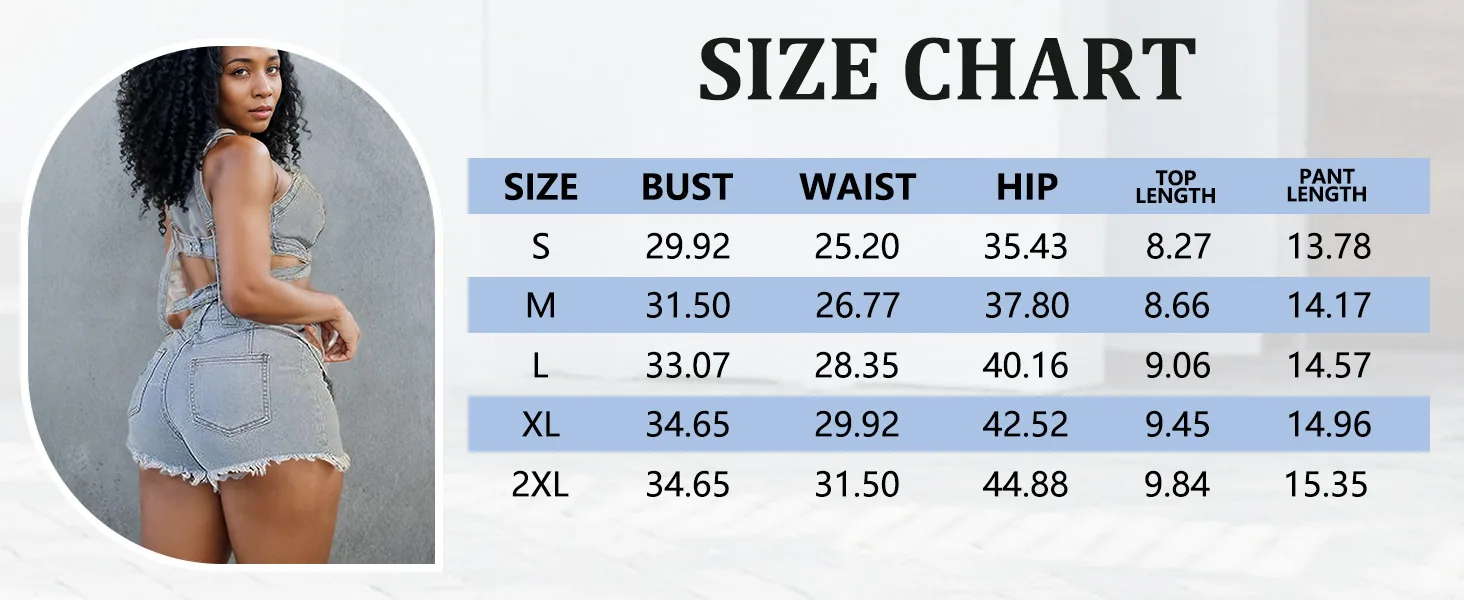 SIZE CHART
SIZE BUST WAIST HIP TOP LENGTH PANT LENGTH
S 29.92 25.20 35.43 8.27 13.78
M 31.50 26.77 37.80 8.66 14.17
L 33.07 28.35 40.16 9.06 14.57
XL 34.65 29.92 42.52 9.45 14.96
2XL 34.65 31.50 44.88 9.84 15.35